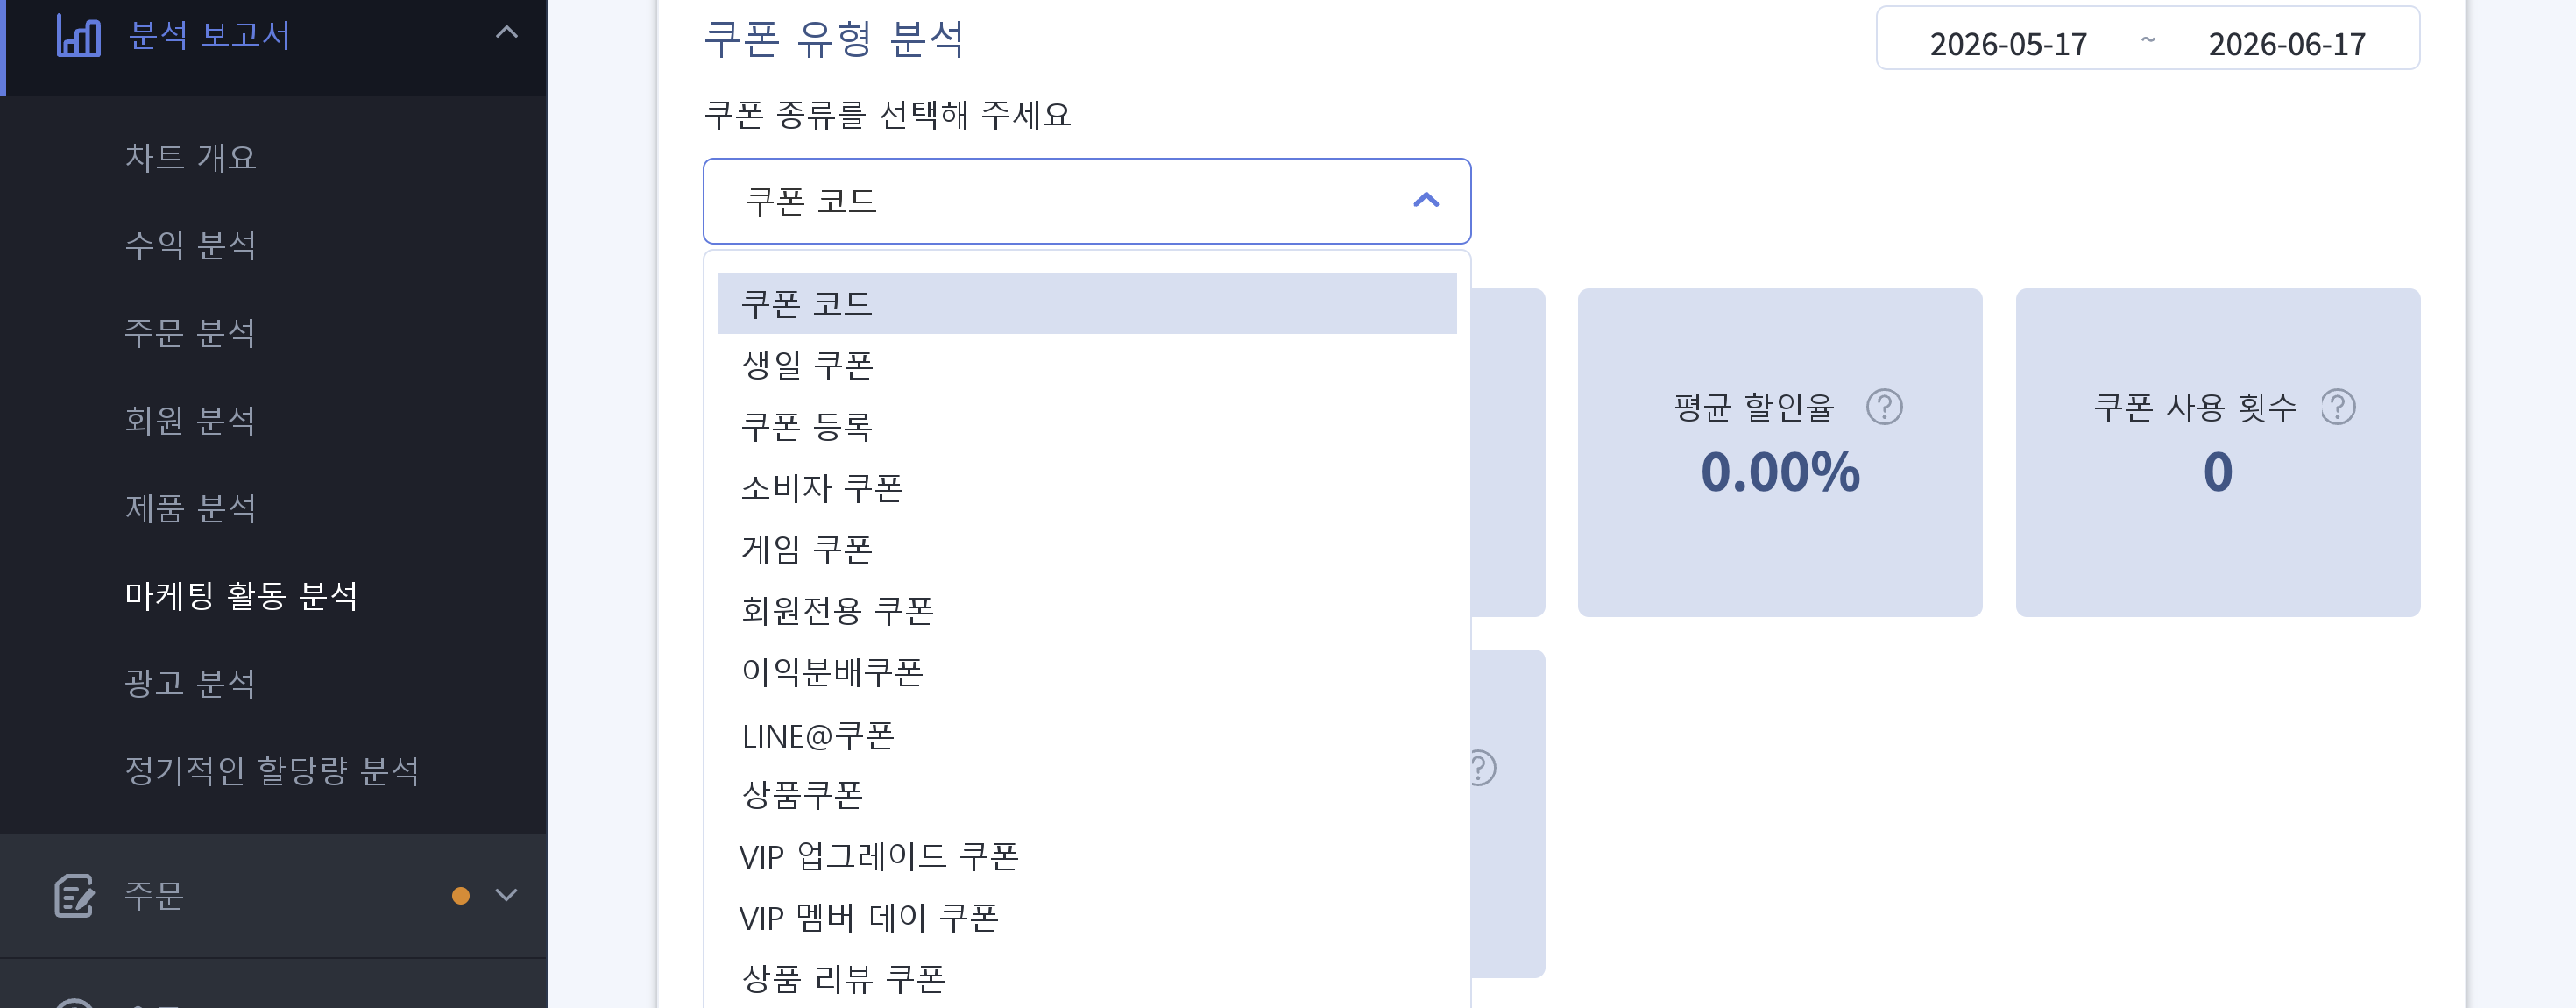 분석 보고서
차트 개요
수익 분석
주문 분석
회원 분석
제품 분석
마케팅 활동 분석
광고 분석
정기적인 할당량 분석
주문
쿠폰 유형 분석
2026-05-17 ~ 2026-06-17
쿠폰 종류를 선택해 주세요
쿠폰 코드
쿠폰 코드
생일 쿠폰
쿠폰 등록
소비자 쿠폰
게임 쿠폰
회원전용 쿠폰
이익분배쿠폰
LINE@쿠폰
상품쿠폰
VIP 업그레이드 쿠폰
VIP 멤버 데이 쿠폰
상품 리뷰 쿠폰
평균 할인율
0.00%
쿠폰 사용 횟수
0